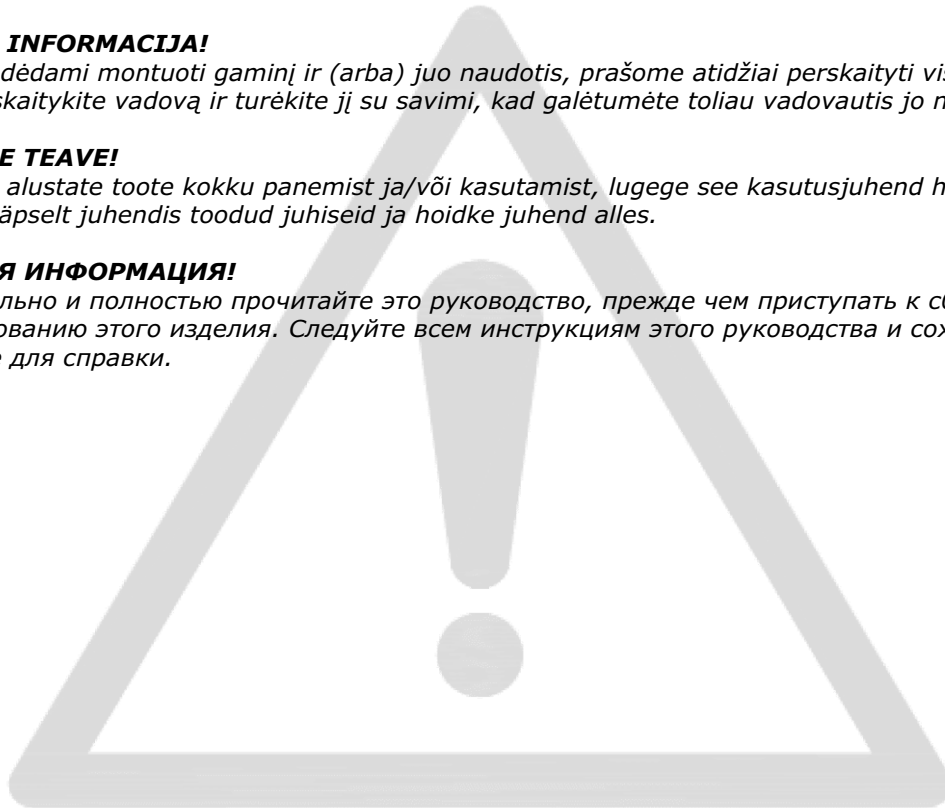 INFORMACIJA!
dėdami montuoti gaminį ir (arba) juo naudotis, prašome atidžiai perskaityti
skaitykite vadovą ir turėkite jį su savimi, kad galėtumėte toliau vadovautis jo
E TEAVE!
alustate toote kokku panemist ja/või kasutamist, lugege see kasutusjuhend
äpselt juhendis toodud juhiseid ja hoidke juhend alles.
Я ИНФОРМАЦИЯ!
льно и полностью прочитайте это руководство, прежде чем приступать к
ованию этого изделия. Следуйте всем инструкциям этого руководства и
для справки.